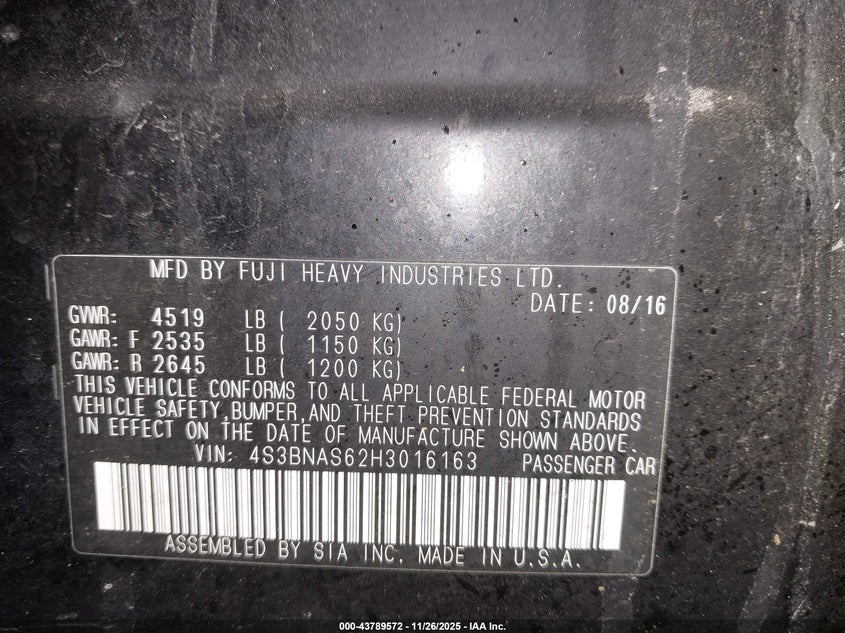 MFD BY FUJI HEAVY INDUSTRIES LTD.
DATE: 08/16
GVWR: 4519 LB ( 2050 KG)
GAWR: F 2535 LB ( 1150 KG)
GAWR: R 2645 LB ( 1200 KG)
THIS VEHICLE CONFORMS TO ALL APPLICABLE FEDERAL MOTOR
VEHICLE SAFETY, BUMPER, AND THEFT PREVENTION STANDARDS
IN EFFECT ON THE DATE OF MANUFACTURE SHOWN ABOVE.
VIN: 4S3BNAS62H3016163 PASSENGER CAR
ASSEMBLED BY SIA INC. MADE IN U.S.A.
000-43789572 - 11/26/2025 - IAA Inc.